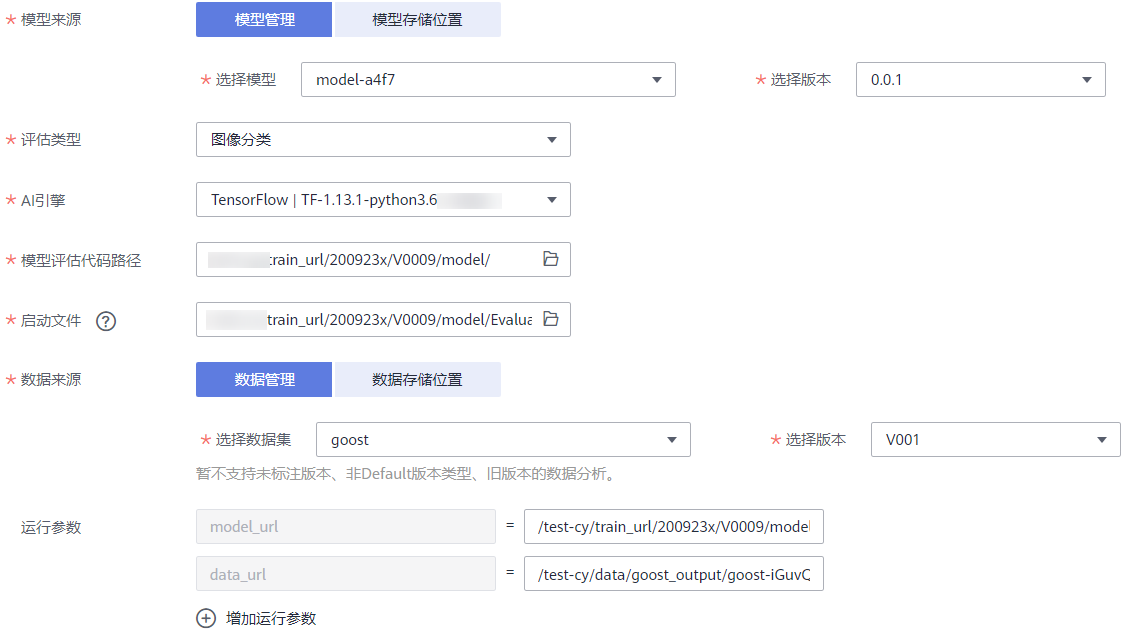 * 模型来源 模型管理 模型存储位置
* 选择模型 model-a4f7 * 选择版本 0.0.1
* 评估类型 图像分类
* AI引擎 TensorFlow | TF-1.13.1-python3.6
* 模型评估代码路径 train_url/200923x/V0009/model/
* 启动文件 ? train_url/200923x/V0009/model/Evalua
* 数据来源 数据管理 数据存储位置
* 选择数据集 goost * 选择版本 V001
暂不支持未标注版本、非Default版本类型、旧版本的数据分析。
运行参数 model_url = /test-cy/train_url/200923x/V0009/model
data_url = /test-cy/data/goost_output/goost-iGuvQ
增加运行参数